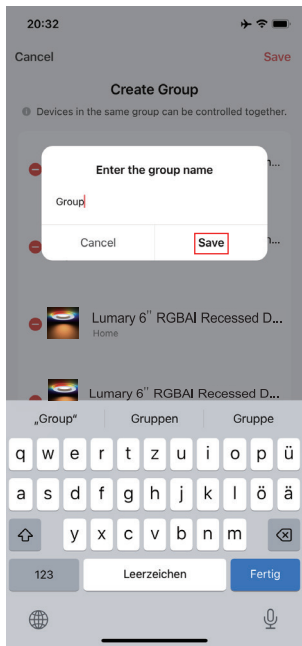 20:32
Cancel
Save
Create Group
Devices in the same group can be controlled together.
n...
Enter the group name
Group
Cancel
Save
n...
Lumary 6" RGBAI Recessed D...
Home
Lumary 6" RGBAI Recessed D...
„Group“
Gruppen
Gruppe
q w e r t z u i o p ü
a s d f g h j k l ö ä
y x c v b n m
123
Leerzeichen
Fertig